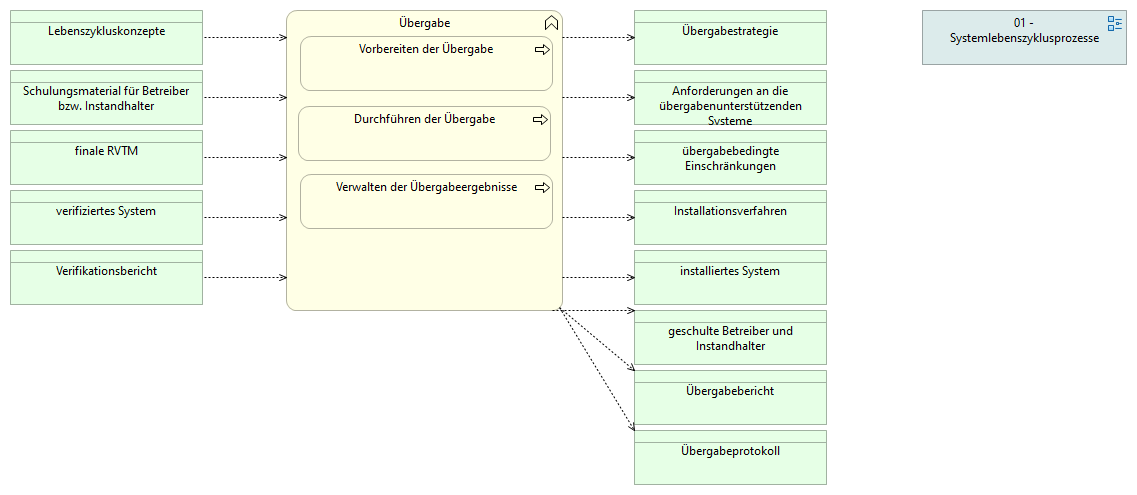 Lebenszykluskonzepte
Schulungsmaterial für Betreiber
bzw. Instandhalter
finale RVTM
verifiziertes System
Verifikationsbericht
Übergabe
Vorbereiten der Übergabe
Durchführen der Übergabe
Verwalten der Übergabeergebnisse
Übergabestrategie
Anforderungen an die
übergabenunterstützenden
Systeme
übergabebedingte
Einschränkungen
Installationsverfahren
installiertes System
geschulte Betreiber und
Instandhalter
Übergabebericht
Übergabeprotokoll
01 -
Systemlebenszyklusprozesse